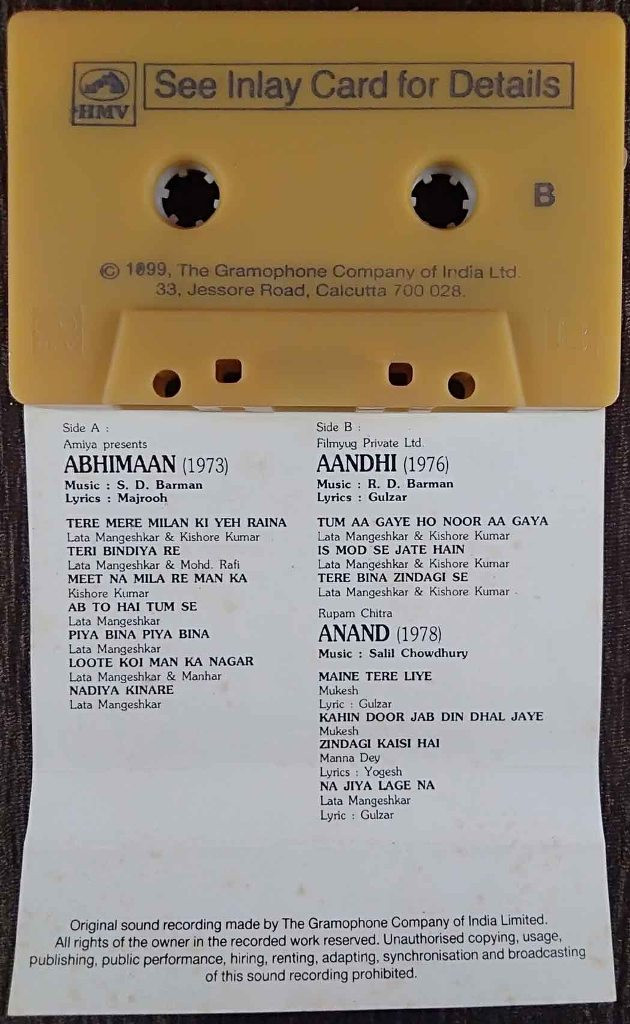 HMV
See Inlay Card for Details
B
© 1999, The Gramophone Company of India Ltd.
33, Jessore Road, Calcutta 700 028.
Side A :
Amiya presents
ABHIMAAN (1973)
Music : S. D. Barman
Lyrics : Majrooh
TERE MERE MILAN KI YEH RAINA
Lata Mangeshkar & Kishore Kumar
TERI BINDIYA RE
Lata Mangeshkar & Mohd. Rafi
MEET NA MILA RE MAN KA
Kishore Kumar
AB TO HAI TUM SE
Lata Mangeshkar
PIYA BINA PIYA BINA
Lata Mangeshkar
LOOTE KOI MAN KA NAGAR
Lata Mangeshkar & Manhar
NADIYA KINARE
Lata Mangeshkar
Side B :
Filmyug Private Ltd.
AANDHI (1976)
Music : R. D. Barman
Lyrics : Gulzar
TUM AA GAYE HO NOOR AA GAYA
Lata Mangeshkar & Kishore Kumar
IS MOD SE JATE HAIN
Lata Mangeshkar & Kishore Kumar
TERE BINA ZINDAGI SE
Lata Mangeshkar & Kishore Kumar
Rupam Chitra
ANAND (1978)
Music : Salil Chowdhury
MAINE TERE LIYE
Mukesh
Lyric : Gulzar
KAHIN DOOR JAB DIN DHAL JAYE
Mukesh
ZINDAGI KAISI HAI
Manna Dey
Lyrics : Yogesh
NA JIYA LAGE NA
Lata Mangeshkar
Lyric : Gulzar
Original sound recording made by The Gramophone Company of India Limited.
All rights of the owner in the recorded work reserved. Unauthorised copying, usage,
publishing, public performance, hiring, renting, adapting, synchronisation and broadcasting
of this sound recording prohibited.